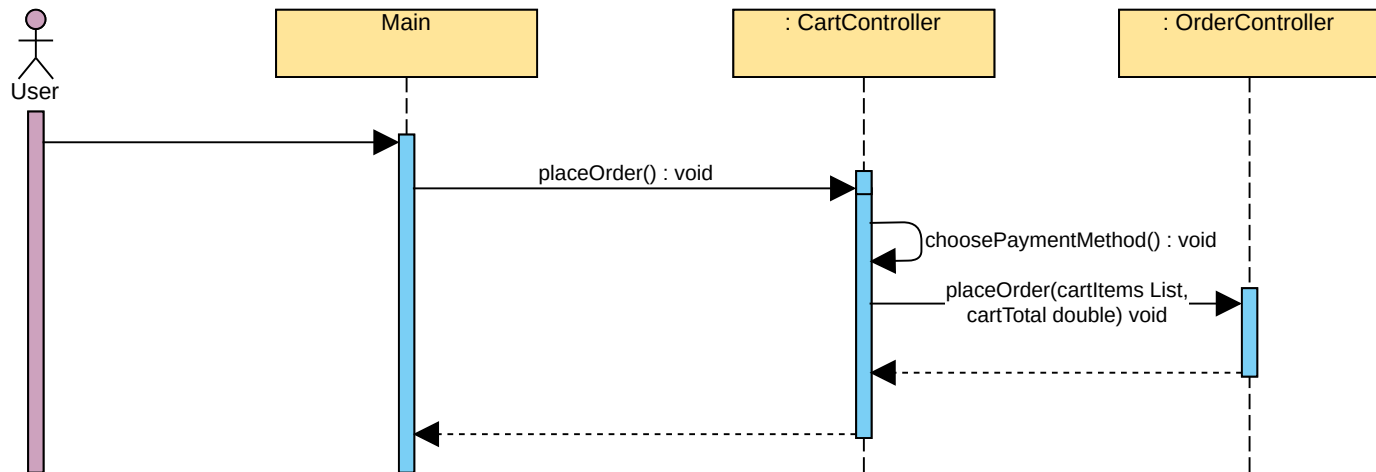 Main
: CartController
: OrderController
User
placeOrder() : void
choosePaymentMethod() : void
placeOrder(cartItems List,
cartTotal double) void